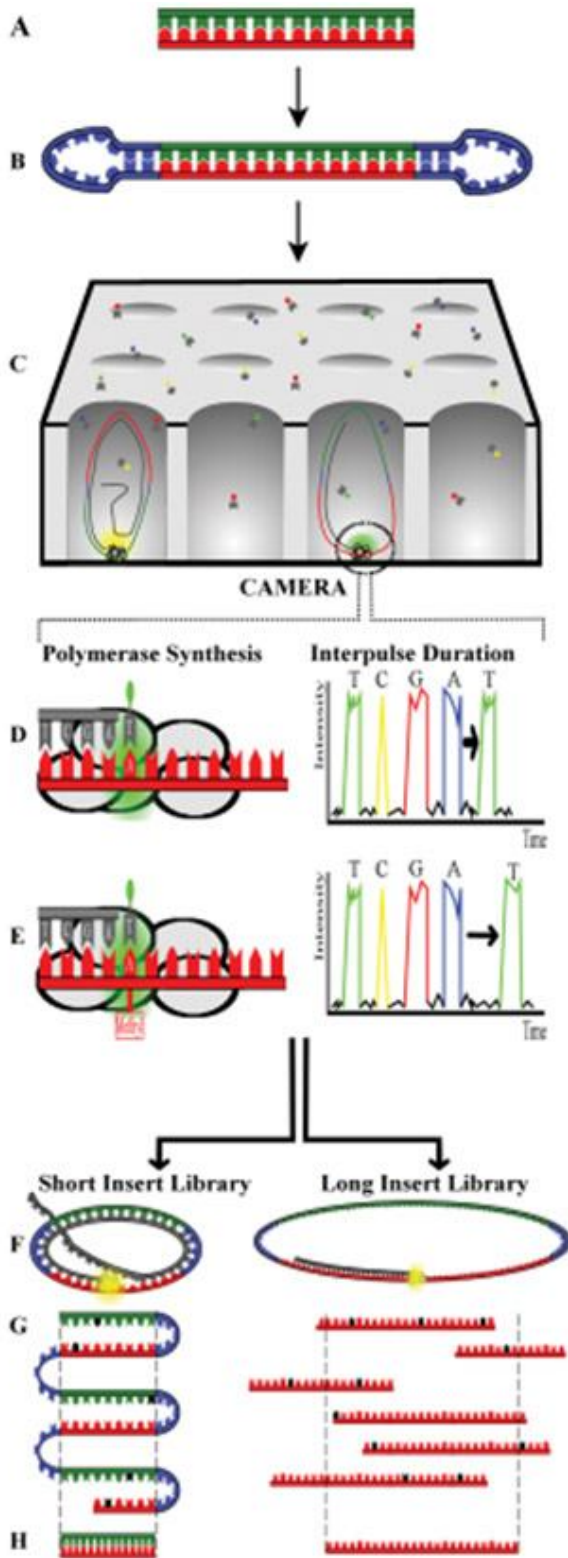 A
B
C
CAMERA
Polymerase Synthesis Interpulse Duration
D
T C G A T
Intensity
Time
E
T C G A T
Intensity
Time
Short Insert Library Long Insert Library
F
G
H